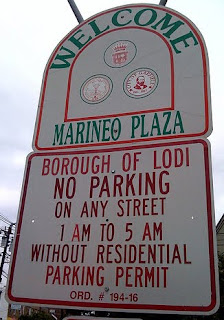 WELCOME
MARINEO PLAZA
BOROUGH OF LODI
NO PARKING
ON ANY STREET
1 AM TO 5 AM
WITHOUT RESIDENTIAL
PARKING PERMIT
ORD. # 194-16